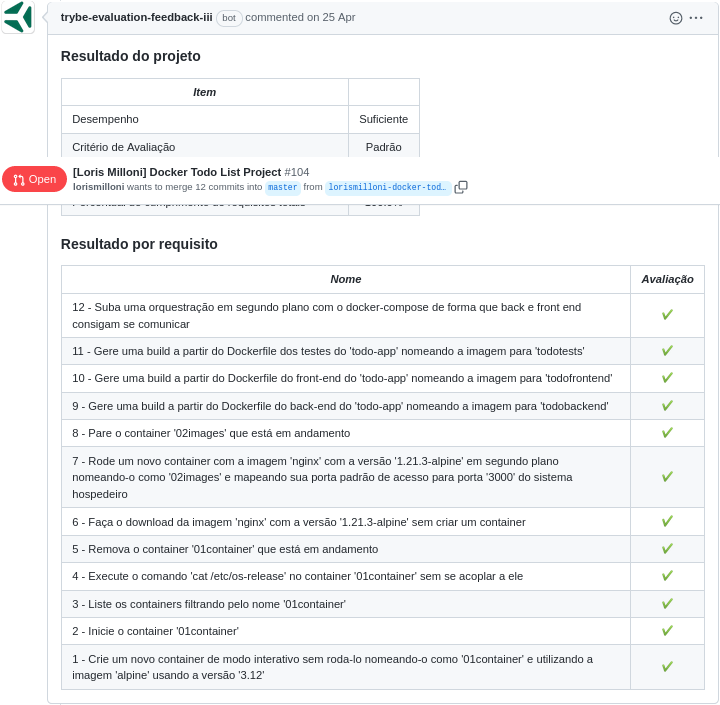 trybe-evaluation-feedback-iii bot commented on 25 Apr
Resultado do projeto
Item
Desempenho Suficiente
Critério de Avaliação Padrão
Open
[Loris Milloni] Docker Todo List Project #104
lorismilloni wants to merge 12 commits into master from lorismilloni-docker-tod…
Resultado por requisito
Nome Avaliação
12 - Suba uma orquestração em segundo plano com o docker-compose de forma que back e front end
consigam se comunicar
11 - Gere uma build a partir do Dockerfile dos testes do 'todo-app' nomeando a imagem para 'todotests'
10 - Gere uma build a partir do Dockerfile do front-end do 'todo-app' nomeando a imagem para 'todofrontend'
9 - Gere uma build a partir do Dockerfile do back-end do 'todo-app' nomeando a imagem para 'todobackend'
8 - Pare o container '02images' que está em andamento
7 - Rode um novo container com a imagem 'nginx' com a versão '1.21.3-alpine' em segundo plano
nomeando-o como '02images' e mapeando sua porta padrão de acesso para porta '3000' do sistema
hospedeiro
6 - Faça o download da imagem 'nginx' com a versão '1.21.3-alpine' sem criar um container
5 - Remova o container '01container' que está em andamento
4 - Execute o comando 'cat /etc/os-release' no container '01container' sem se acoplar a ele
3 - Liste os containers filtrando pelo nome '01container'
2 - Inicie o container '01container'
1 - Crie um novo container de modo interativo sem roda-lo nomeando-o como '01container' e utilizando a
imagem 'alpine' usando a versão '3.12'